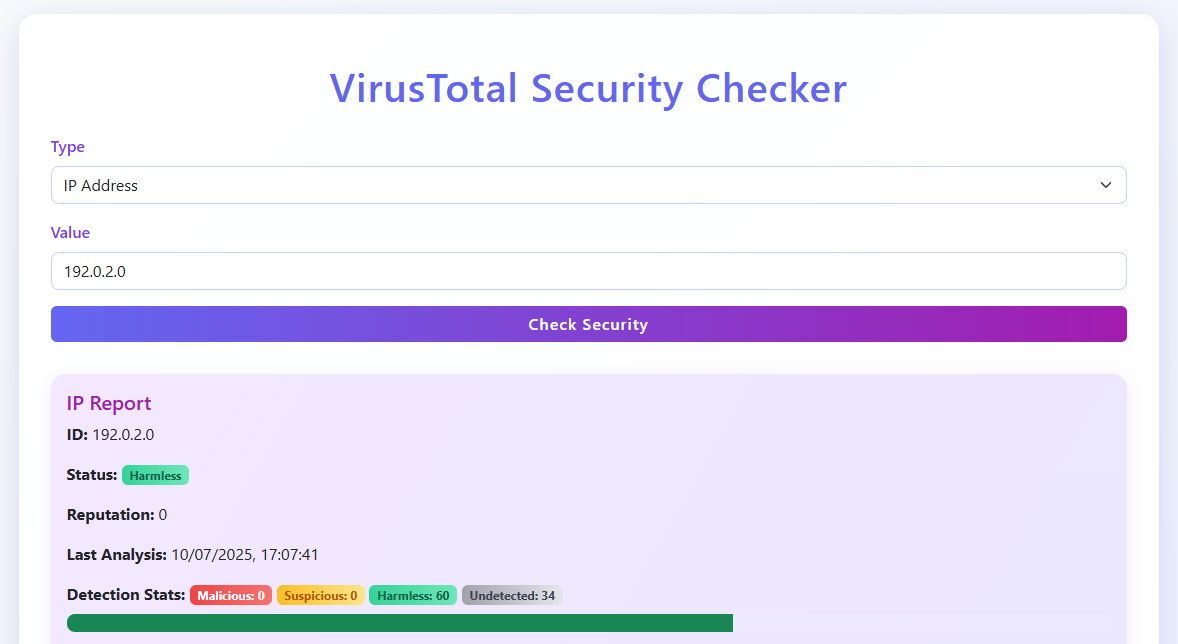 VirusTotal Security Checker
Type
IP Address
Value
192.0.2.0
Check Security
IP Report
ID: 192.0.2.0
Status: Harmless
Reputation: 0
Last Analysis: 10/07/2025, 17:07:41
Detection Stats: Malicious: 0 Suspicious: 0 Harmless: 60 Undetected: 34